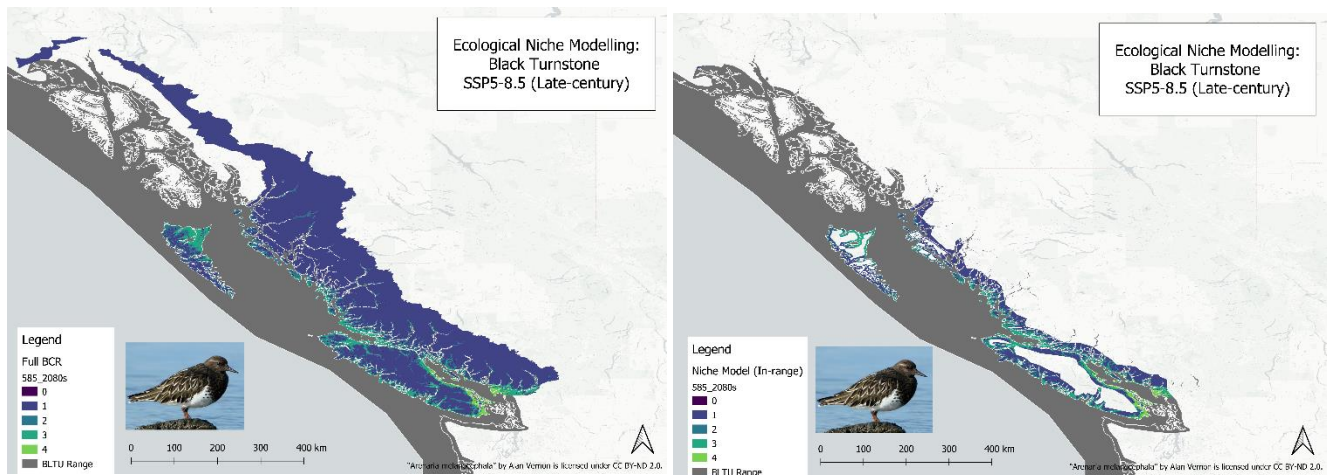 Ecological Niche Modelling:
Black Turnstone
SSP5-8.5 (Late-century)
Legend
Full BCR
585_2080s
0
1
2
3
4
BLTU Range
0 100 200 300 400 km
"Arenaria melanocephala" by Alan Vernon is licensed under CC BY-ND 2.0.
Ecological Niche Modelling:
Black Turnstone
SSP5-8.5 (Late-century)
Legend
Niche Model (In-range)
585_2080s
0
1
2
3
4
BLTU Range
0 100 200 300 400 km
"Arenaria melanocephala" by Alan Vernon is licensed under CC BY-ND 2.0.